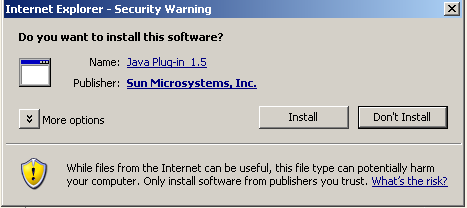 Internet Explorer - Security Warning
Do you want to install this software?
Name: Java Plug-in 1.5
Publisher: Sun Microsystems, Inc.
More options
Install
Don't Install
While files from the Internet can be useful, this file type can potentially harm
your computer. Only install software from publishers you trust. What's the risk?